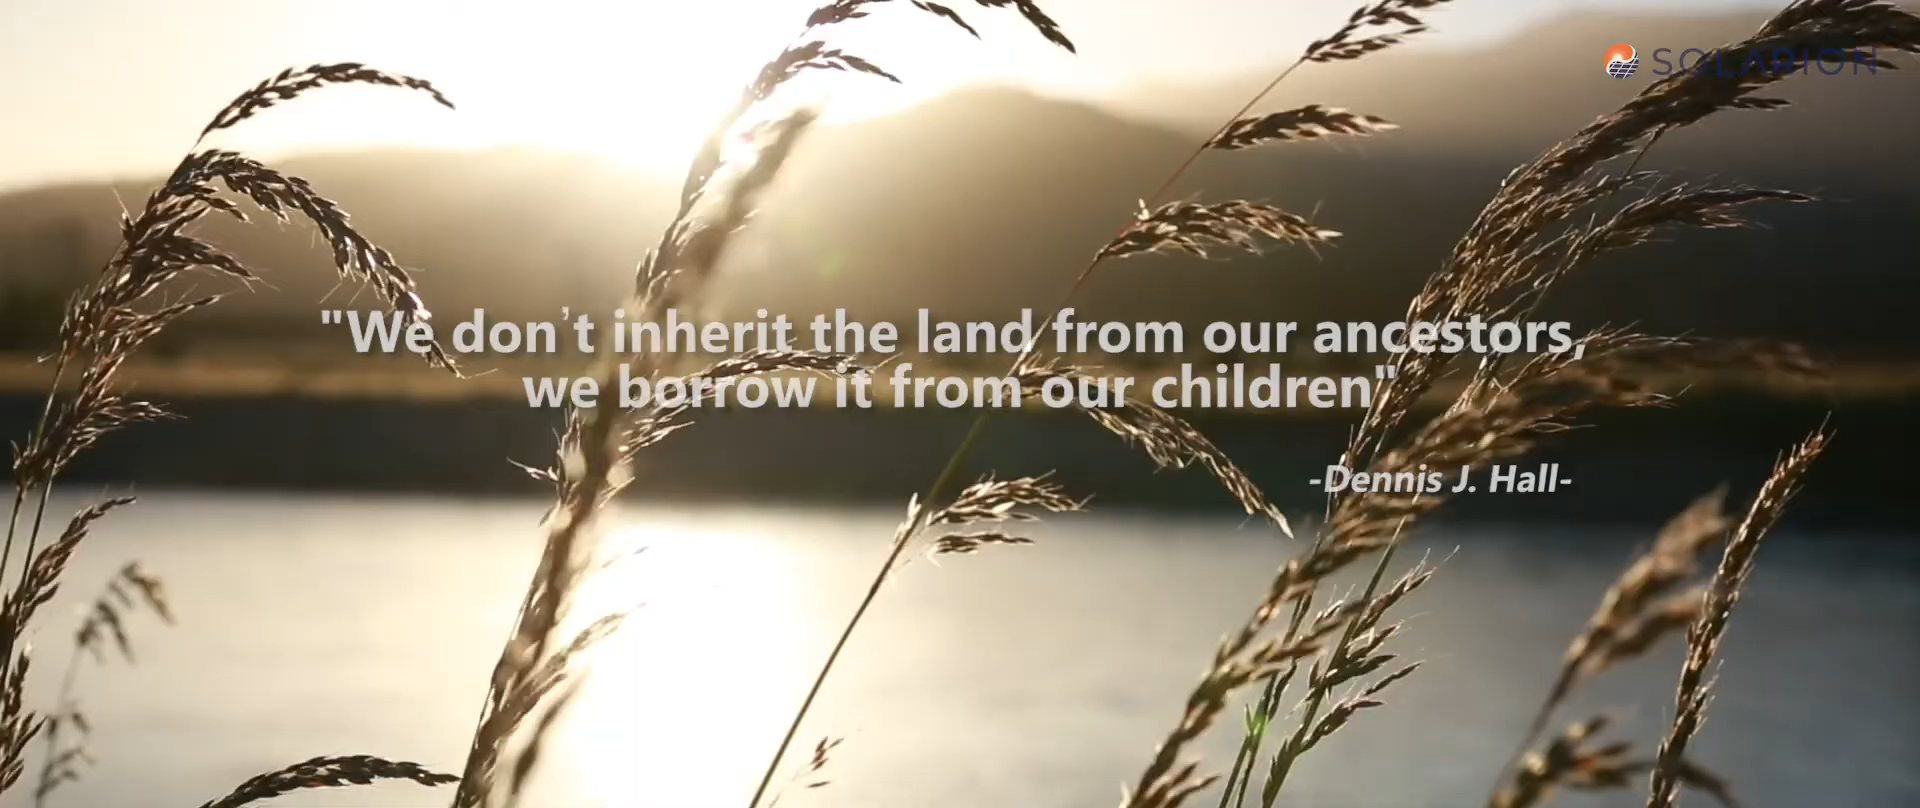 SOLARION
"We don't inherit the land from our ancestors,
we borrow it from our children"
-Dennis J. Hall-